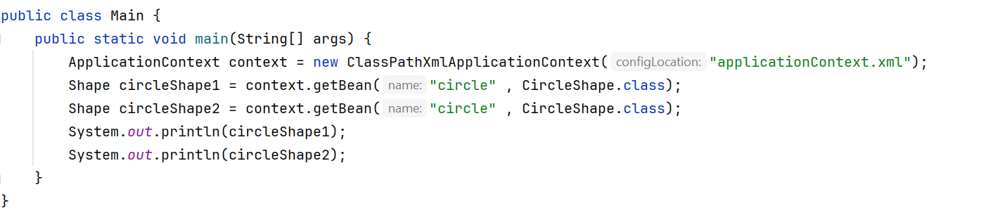 public class Main {
    public static void main(String[] args) {
        ApplicationContext context = new ClassPathXmlApplicationContext( configLocation: "applicationContext.xml");
        Shape circleShape1 = context.getBean( name: "circle" , CircleShape.class);
        Shape circleShape2 = context.getBean( name: "circle" , CircleShape.class);
        System.out.println(circleShape1);
        System.out.println(circleShape2);
    }
}